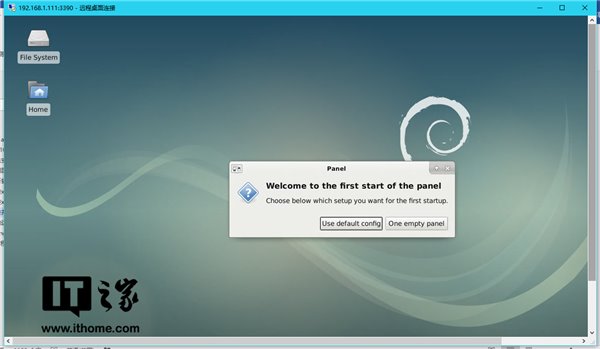 192.168.1.111:3390 - 远程桌面连接
File System
Home
Panel
Welcome to the first start of the panel
Choose below which setup you want for the first startup.
Use default config
One empty panel
IT之家
www.ithome.com